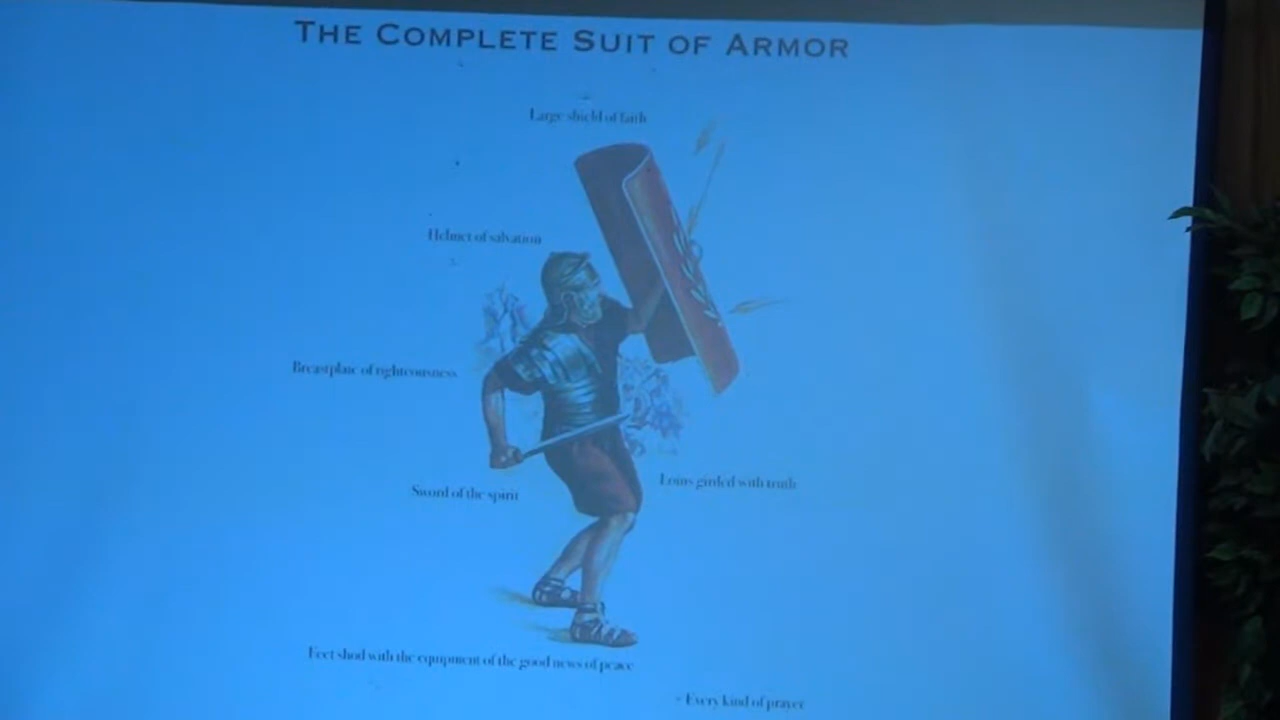 THE COMPLETE SUIT OF ARMOR
Large shield of faith
Helmet of salvation
Breastplate of righteousness
Loins girded with truth
Sword of the spirit
Feet shod with the equipment of the good news of peace
+ Every kind of prayer